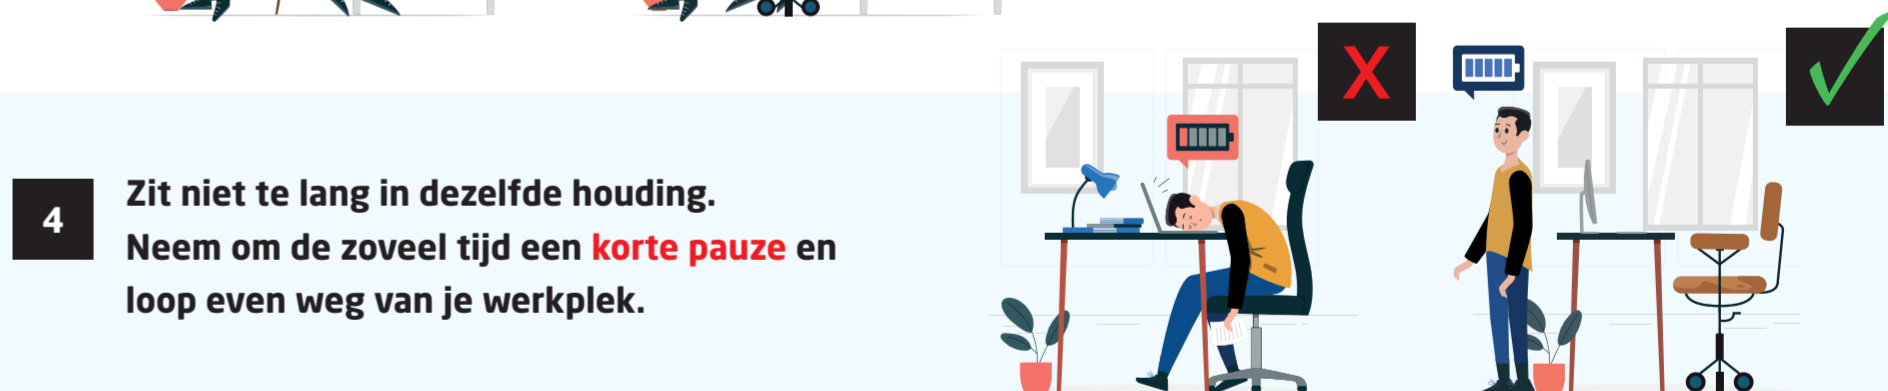 X
4
Zit niet te lang in dezelfde houding.
Neem om de zoveel tijd een korte pauze en
loop even weg van je werkplek.